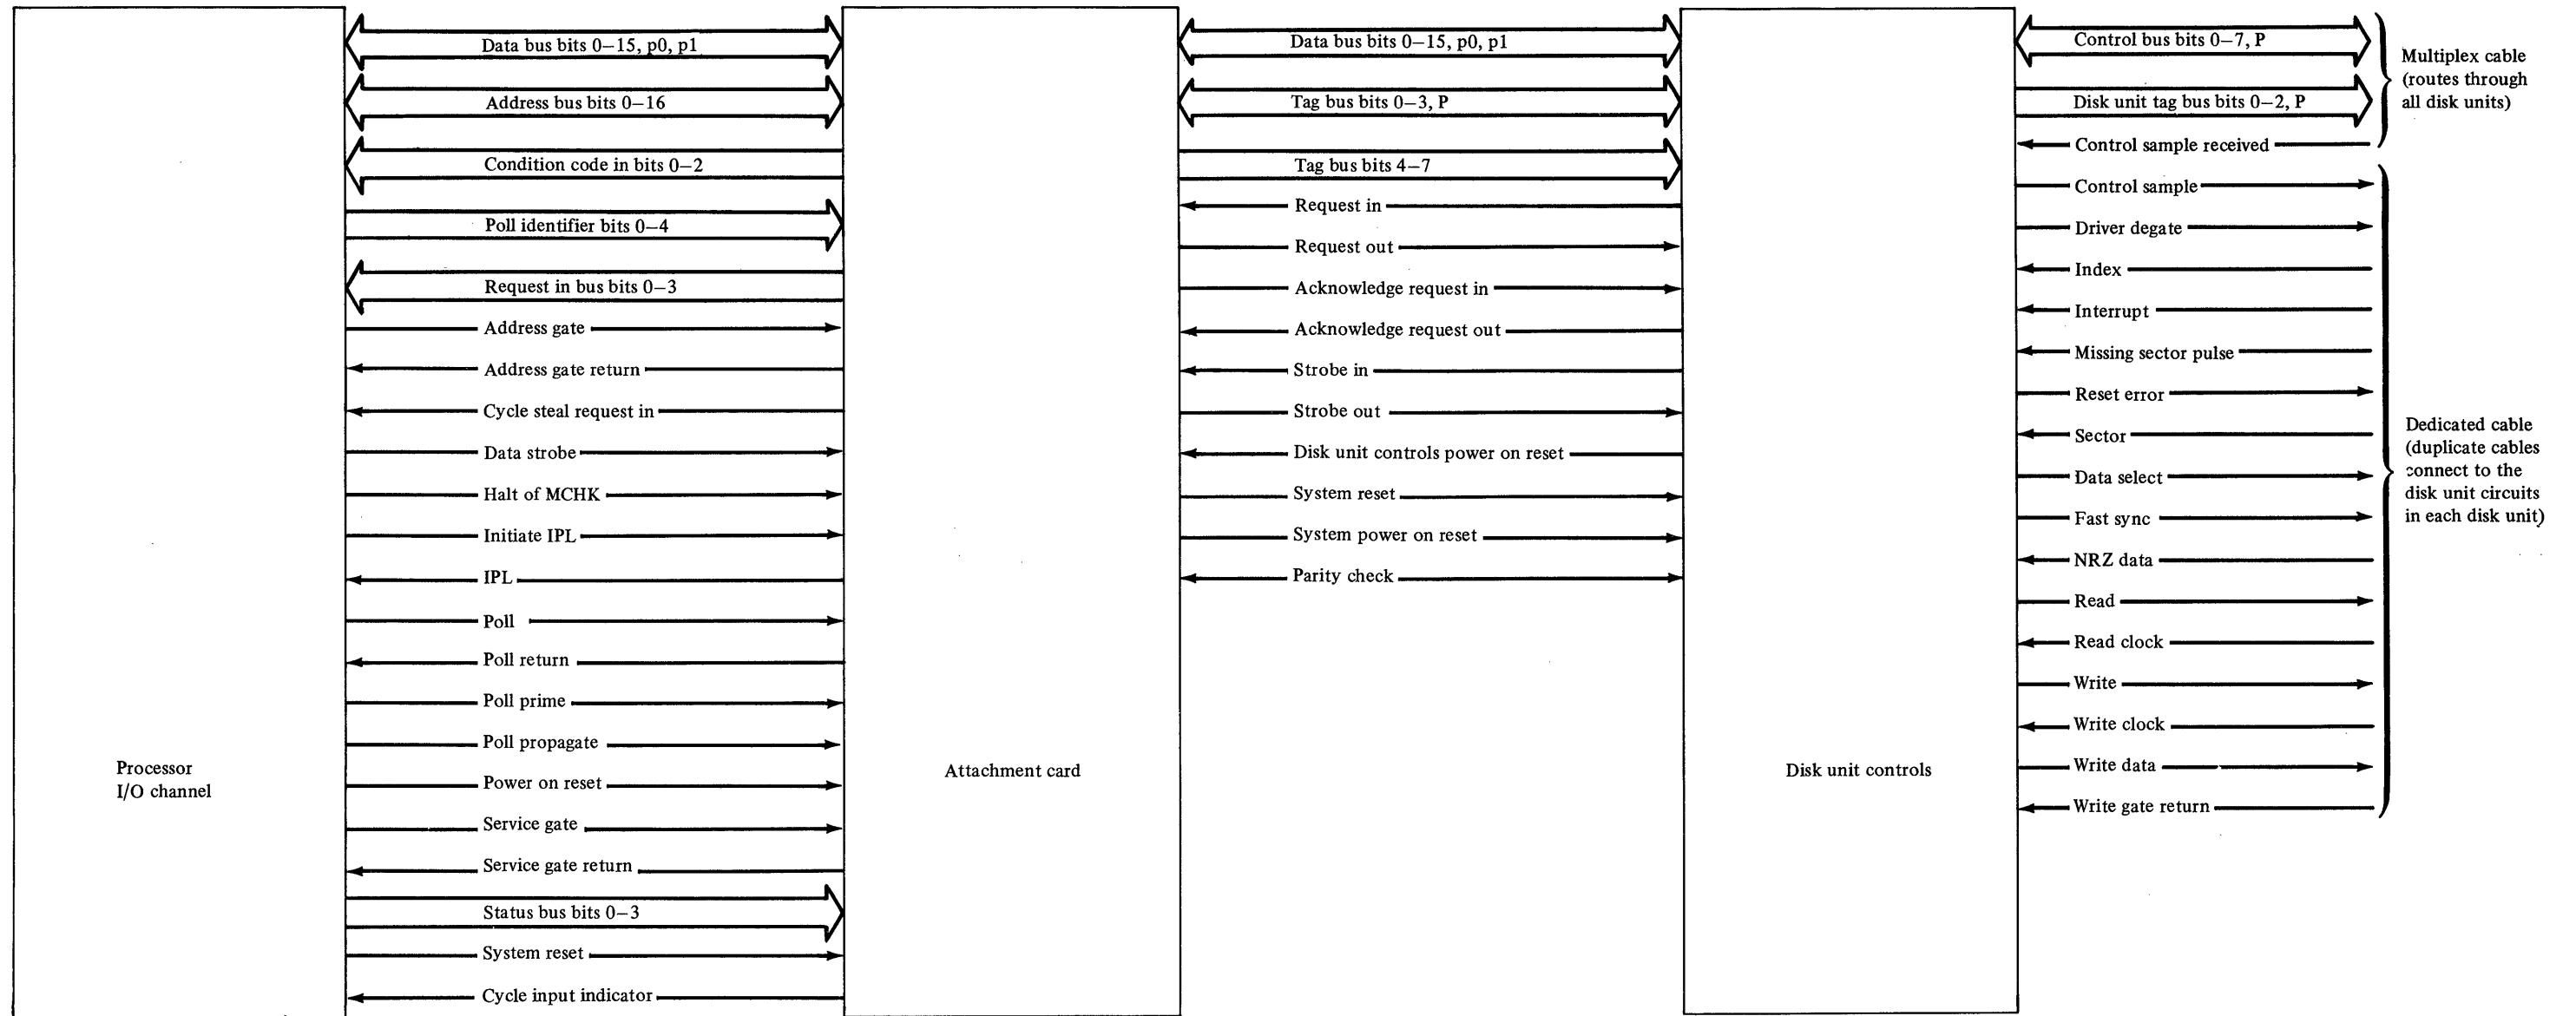 Data bus bits 0–15, p0, p1
Address bus bits 0–16
Condition code in bits 0–2
Poll identifier bits 0–4
Request in bus bits 0–3
Address gate
Address gate return
Cycle steal request in
Data strobe
Halt of MCHK
Initiate IPL
IPL
Poll
Poll return
Poll prime
Poll propagate
Power on reset
Service gate
Service gate return
Status bus bits 0–3
System reset
Cycle input indicator
Processor
I/O channel
Attachment card
Data bus bits 0–15, p0, p1
Tag bus bits 0–3, P
Tag bus bits 4–7
Request in
Request out
Acknowledge request in
Acknowledge request out
Strobe in
Strobe out
Disk unit controls power on reset
System reset
System power on reset
Parity check
Disk unit controls
Control bus bits 0–7, P
Disk unit tag bus bits 0–2, P
Control sample received
Control sample
Driver degate
Index
Interrupt
Missing sector pulse
Reset error
Sector
Data select
Fast sync
NRZ data
Read
Read clock
Write
Write clock
Write data
Write gate return
Multiplex cable
(routes through
all disk units)
Dedicated cable
(duplicate cables
connect to the
disk unit circuits
in each disk unit)